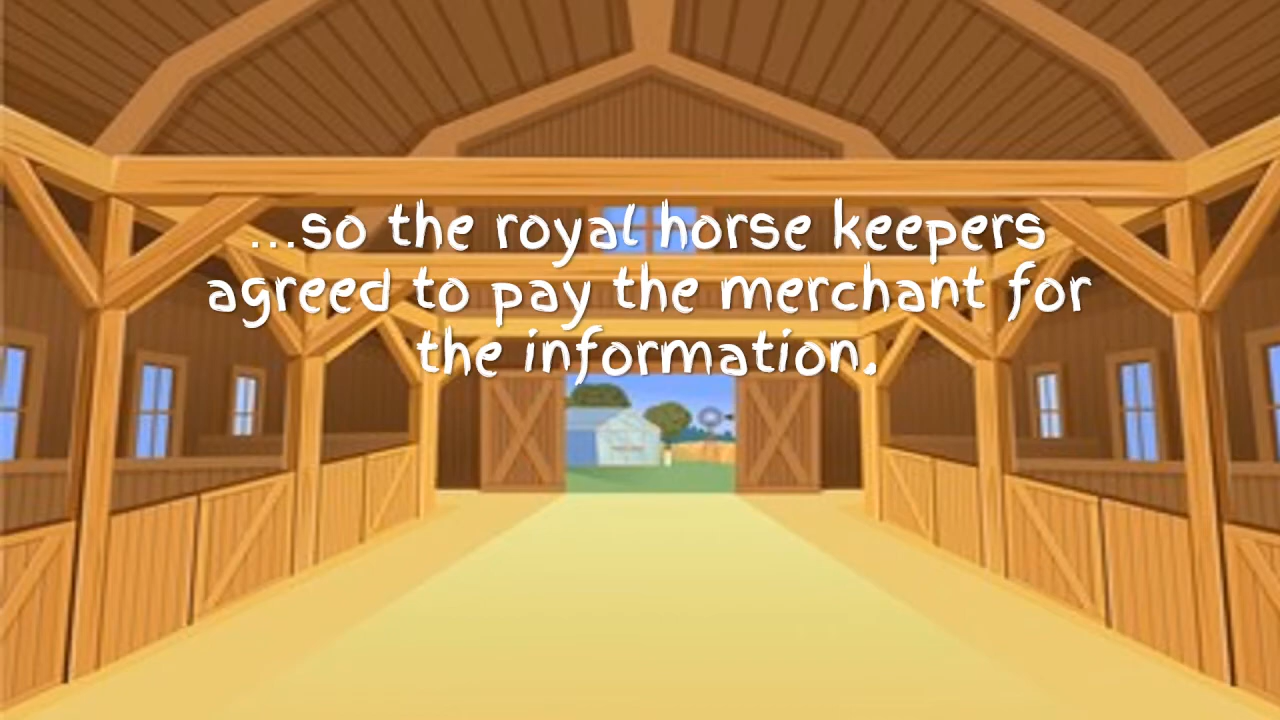 ...so the royal horse keepers
agreed to pay the merchant for
the information.